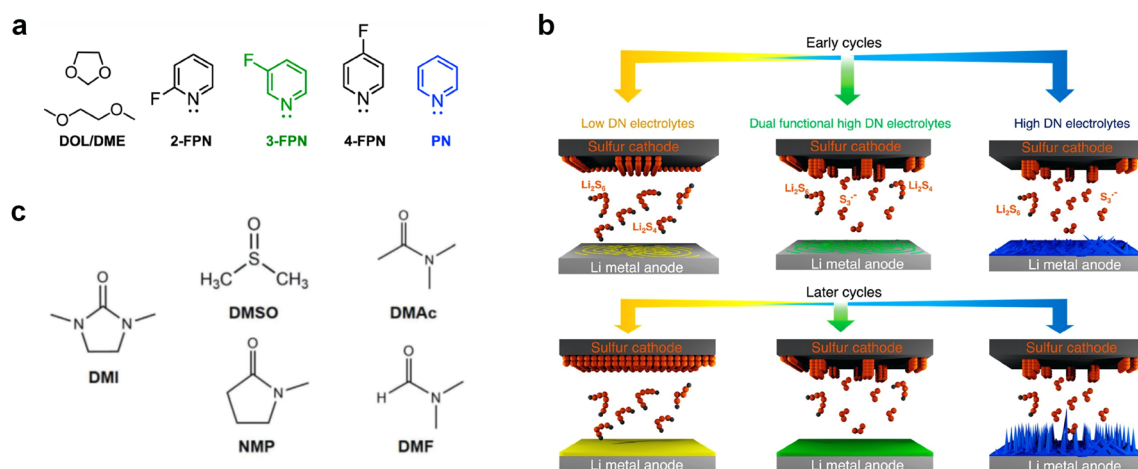 a
O
O
O
O
DOL/DME
F
N
2-FPN
F
N
3-FPN
F
N
4-FPN
N
PN
b
Early cycles
Low DN electrolytes
Dual functional high DN electrolytes
High DN electrolytes
Sulfur cathode
Sulfur cathode
Sulfur cathode
Li₂S₆
Li₂S₄
Li₂S₆
S₃·⁻
Li₂S₄
Li₂S₆
S₃·⁻
Li metal anode
Li metal anode
Li metal anode
Later cycles
Sulfur cathode
Sulfur cathode
Sulfur cathode
Li metal anode
Li metal anode
Li metal anode
c
O
N
N
DMI
O
S
H₃C
CH₃
DMSO
O
N
DMAc
O
N
NMP
O
H
N
DMF